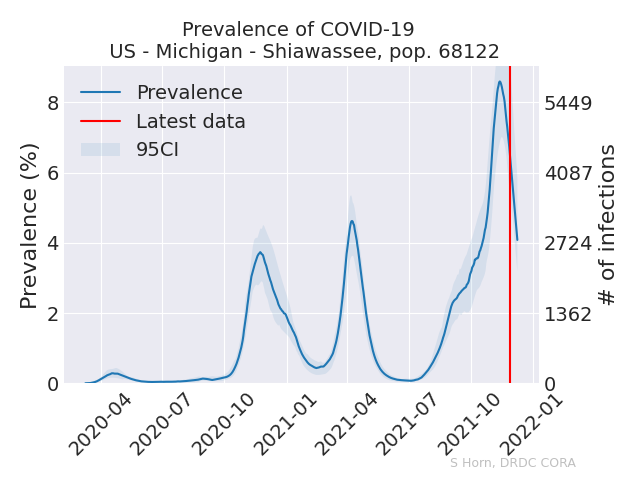 Prevalence of COVID-19
US - Michigan - Shiawassee, pop. 68122
Prevalence
Latest data
95CI
Prevalence (%)
8
6
4
2
0
5449
4087
2724
1362
0
# of infections
2020-04
2020-07
2020-10
2021-01
2021-04
2021-07
2021-10
2022-01
S Horn, DRDC CORA